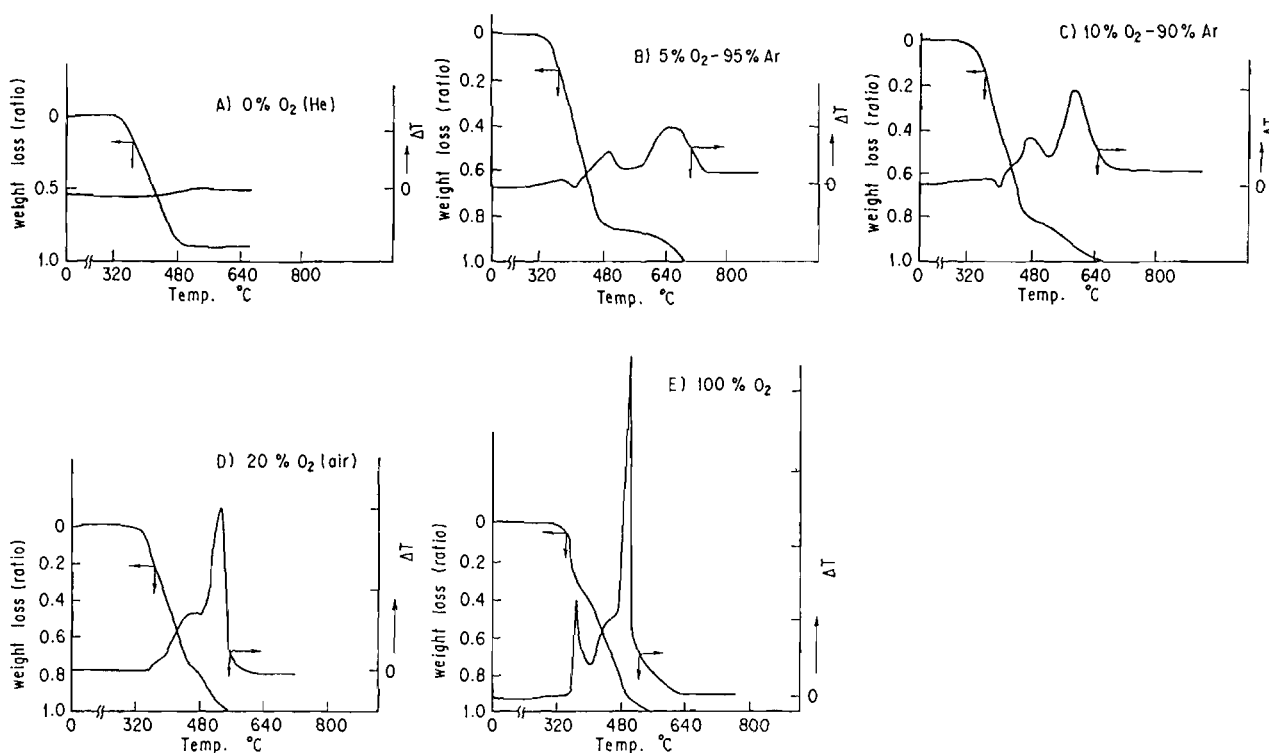 A) 0% O2 (He)
weight loss (ratio)
0
0.5
1.0
0 320 480 640 800
Temp. °C
ΔT
0
B) 5% O2-95% Ar
weight loss (ratio)
0
0.2
0.4
0.6
0.8
1.0
0 320 480 640 800
Temp. °C
ΔT
0
C) 10% O2-90% Ar
weight loss (ratio)
0
0.2
0.4
0.6
0.8
1.0
0 320 480 640 800
Temp. °C
ΔT
0
D) 20% O2 (air)
weight loss (ratio)
0
0.2
0.4
0.6
0.8
1.0
0 320 480 640 800
Temp. °C
ΔT
0
E) 100% O2
weight loss (ratio)
0
0.2
0.4
0.6
0.8
0.9
1.0
0 320 480 640 800
Temp. °C
ΔT
0